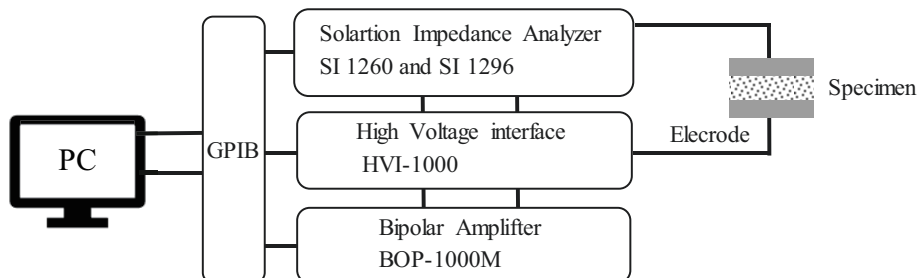 Solartion Impedance Analyzer
SI 1260 and SI 1296
Specimen
High Voltage interface
HVI-1000
Elecrode
PC
GPIB
Bipolar Amplifter
BOP-1000M